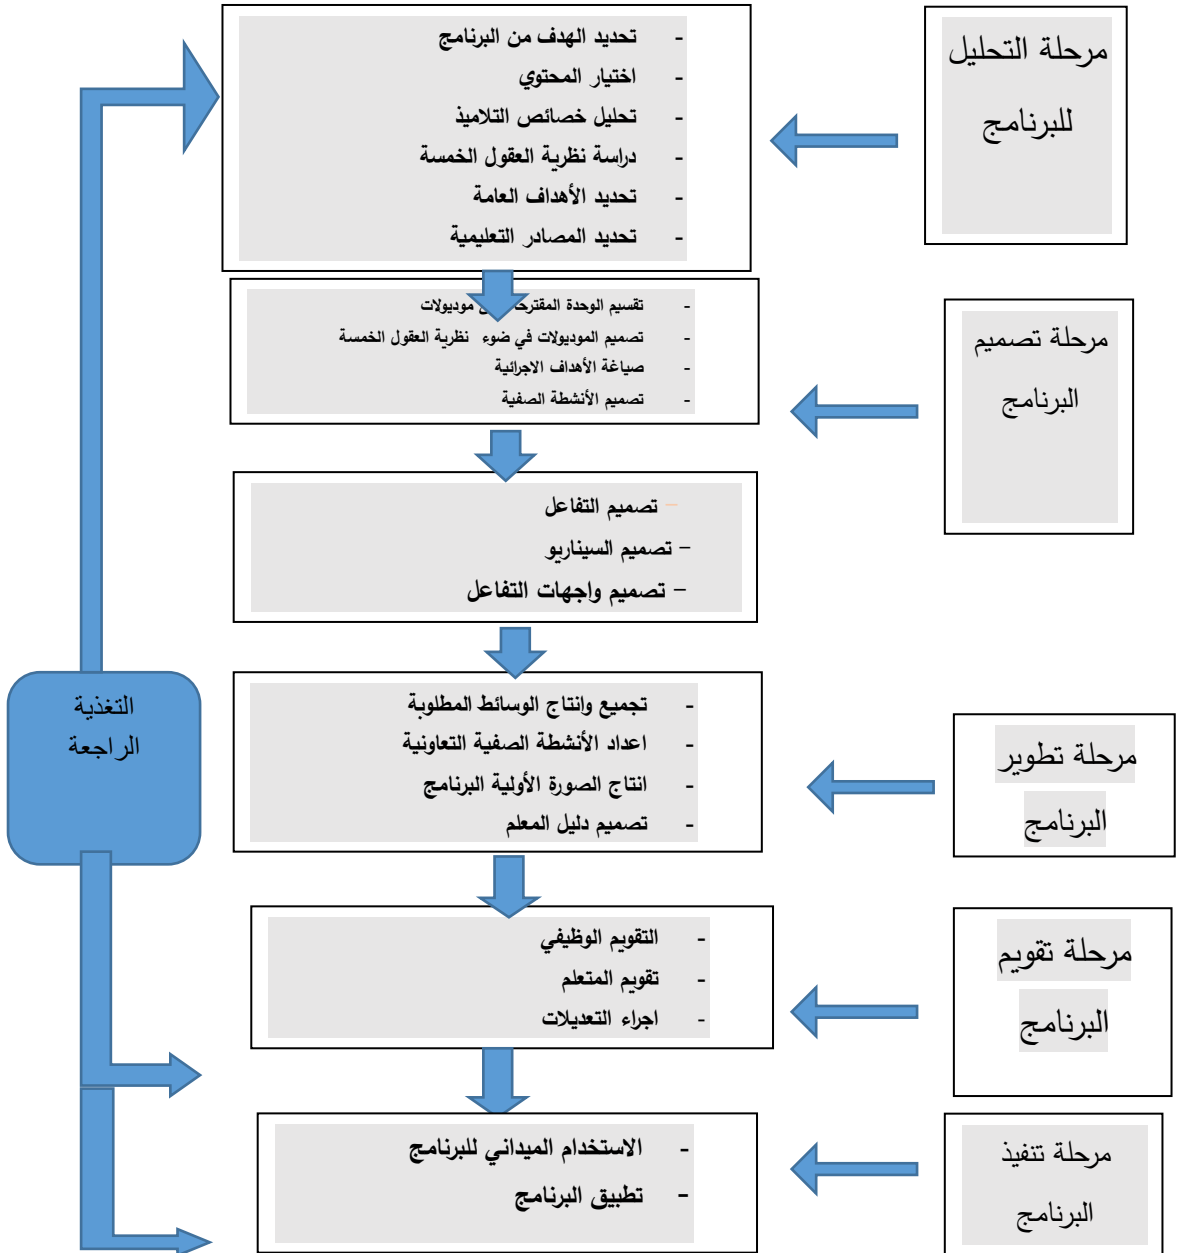 مرحلة التحليل
للبرنامج
- تحديد الهدف من البرنامج
- اختيار المحتوي
- تحليل خصائص التلاميذ
- دراسة نظرية العقول الخمسة
- تحديد الأهداف العامة
- تحديد المصادر التعليمية
مرحلة تصميم
البرنامج
- تقسيم الوحدة موديولات
- تصميم الموديولات في ضوء نظرية العقول الخمسة
- صياغة الأهداف الاجرائية
- تصميم الأنشطة الصفية
– تصميم التفاعل
– تصميم السيناريو
– تصميم واجهات التفاعل
مرحلة تطوير
البرنامج
- تجميع وانتاج الوسائط المطلوبة
- اعداد الأنشطة الصفية التعاونية
- انتاج الصورة الأولية البرنامج
- تصميم دليل المعلم
التغذية
الراجعة
مرحلة تقويم
البرنامج
- التقويم الوظيفي
- تقويم المتعلم
- اجراء التعديلات
مرحلة تنفيذ
البرنامج
- الاستخدام الميداني للبرنامج
- تطبيق البرنامج